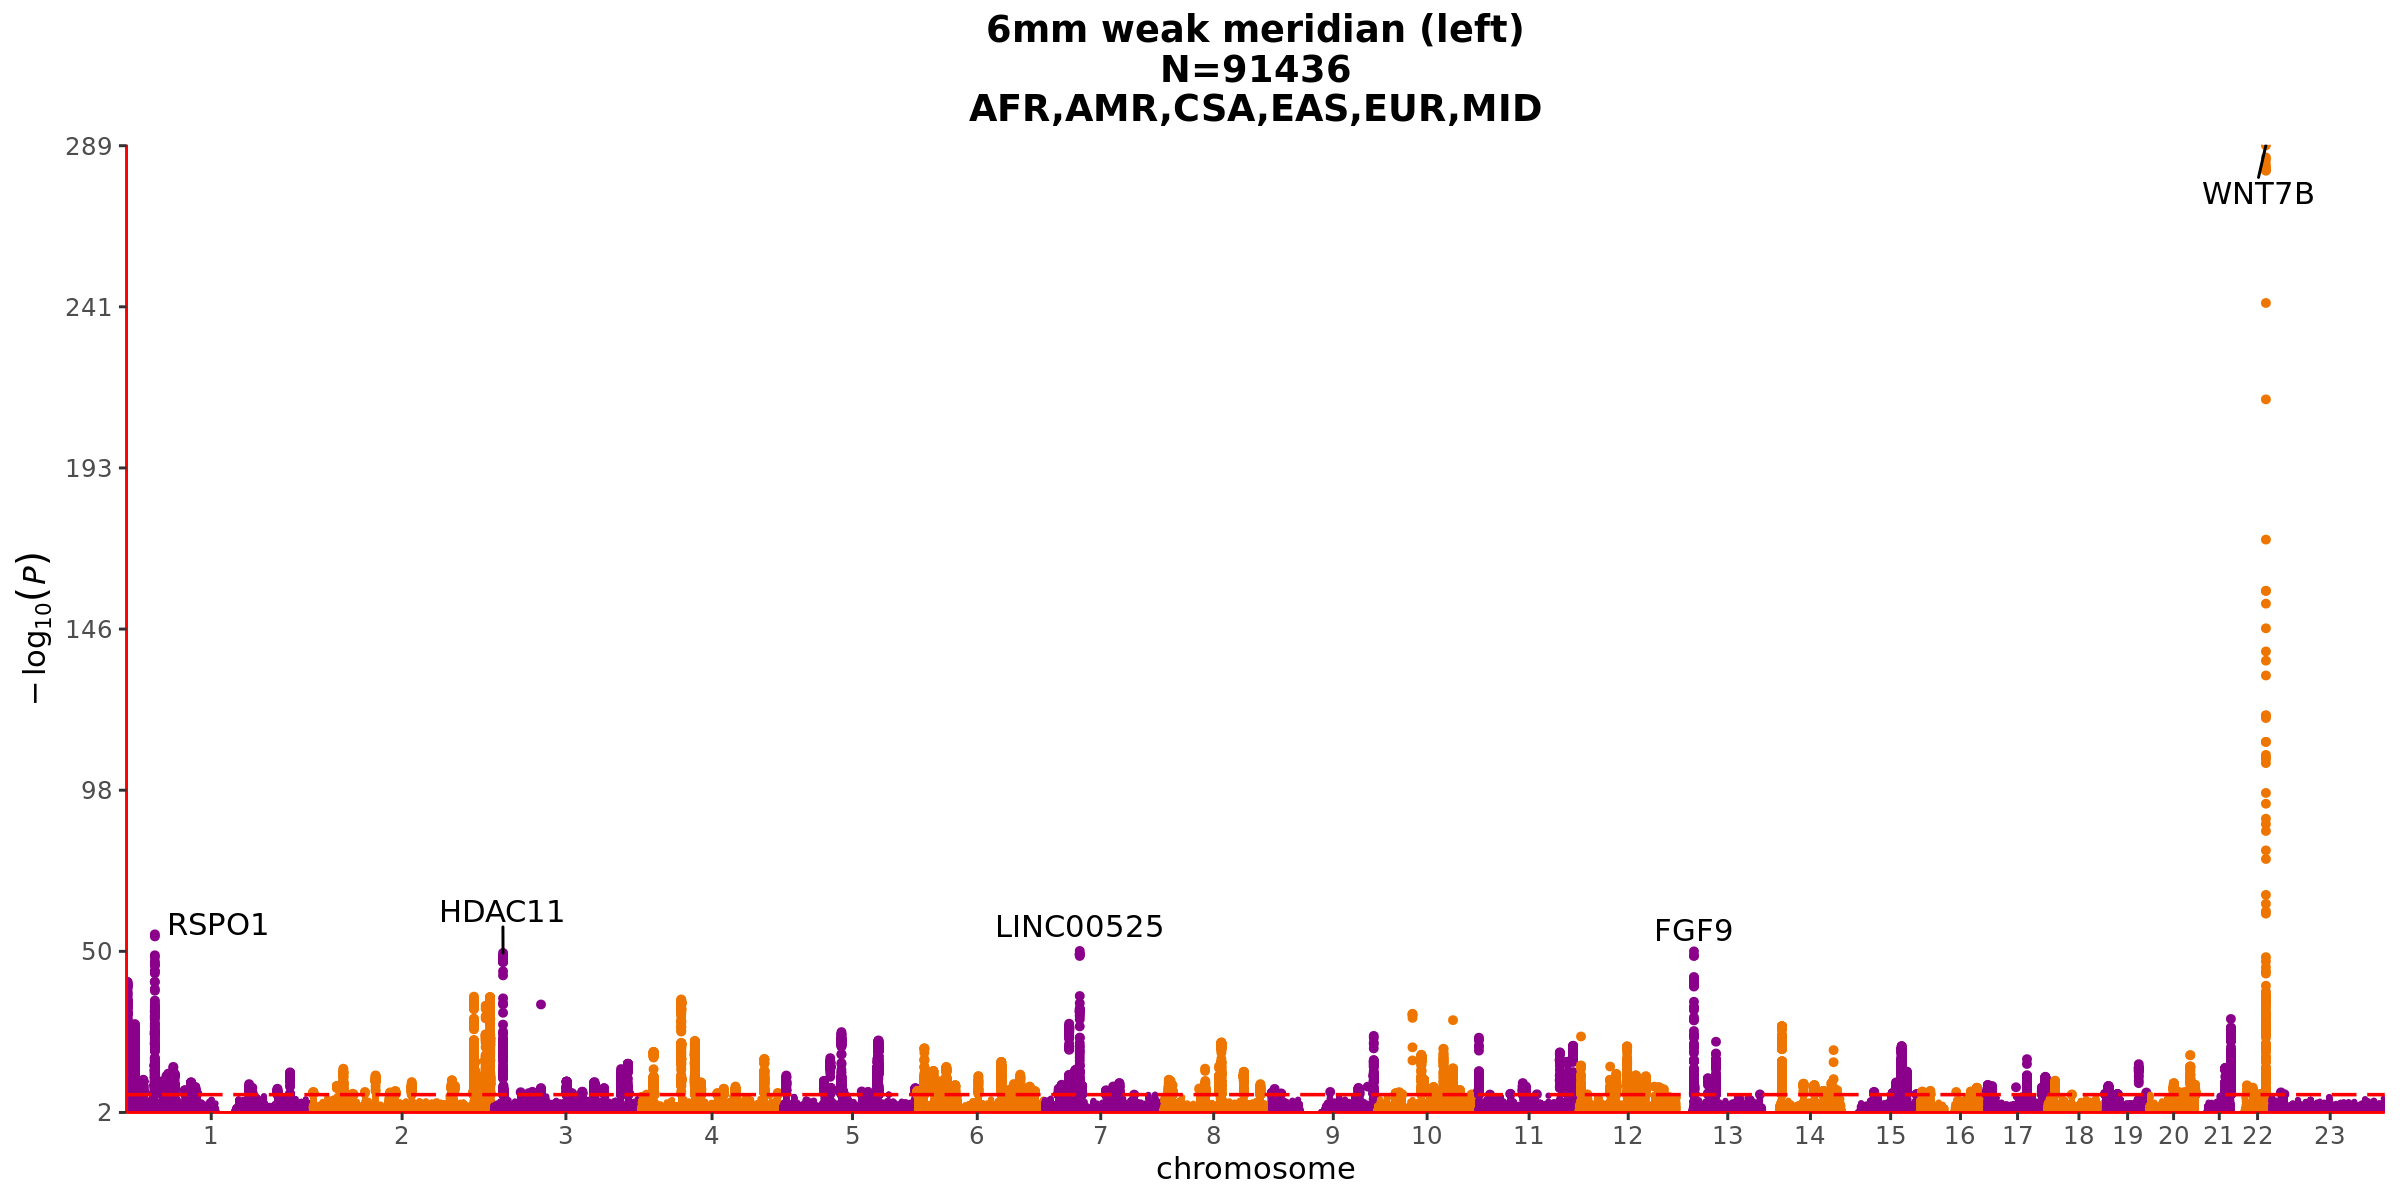 6mm weak meridian (left)
N=91436
AFR,AMR,CSA,EAS,EUR,MID
289
241
193
146
98
50
2
−log10(P)
WNT7B
RSPO1
HDAC11
LINC00525
FGF9
1 2 3 4 5 6 7 8 9 10 11 12 13 14 15 16 17 18 19 20 21 22 23
chromosome